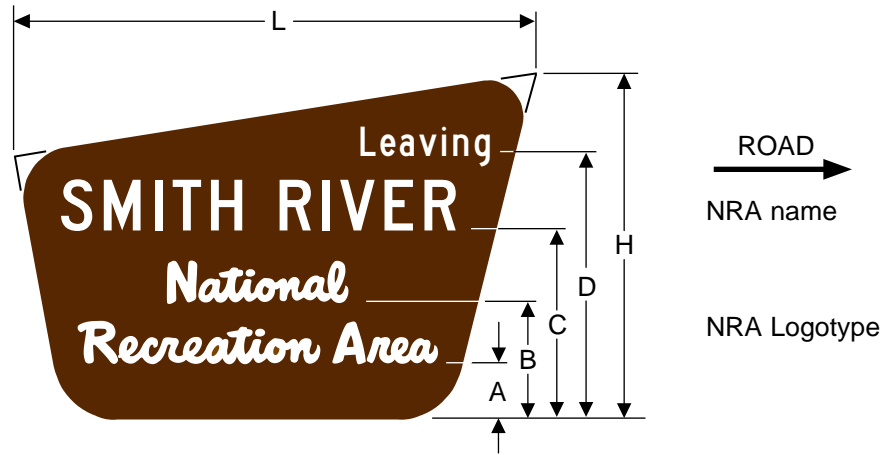 L
Leaving
ROAD
SMITH RIVER
NRA name
H
D
National
C
NRA Logotype
Recreation Area
B
A